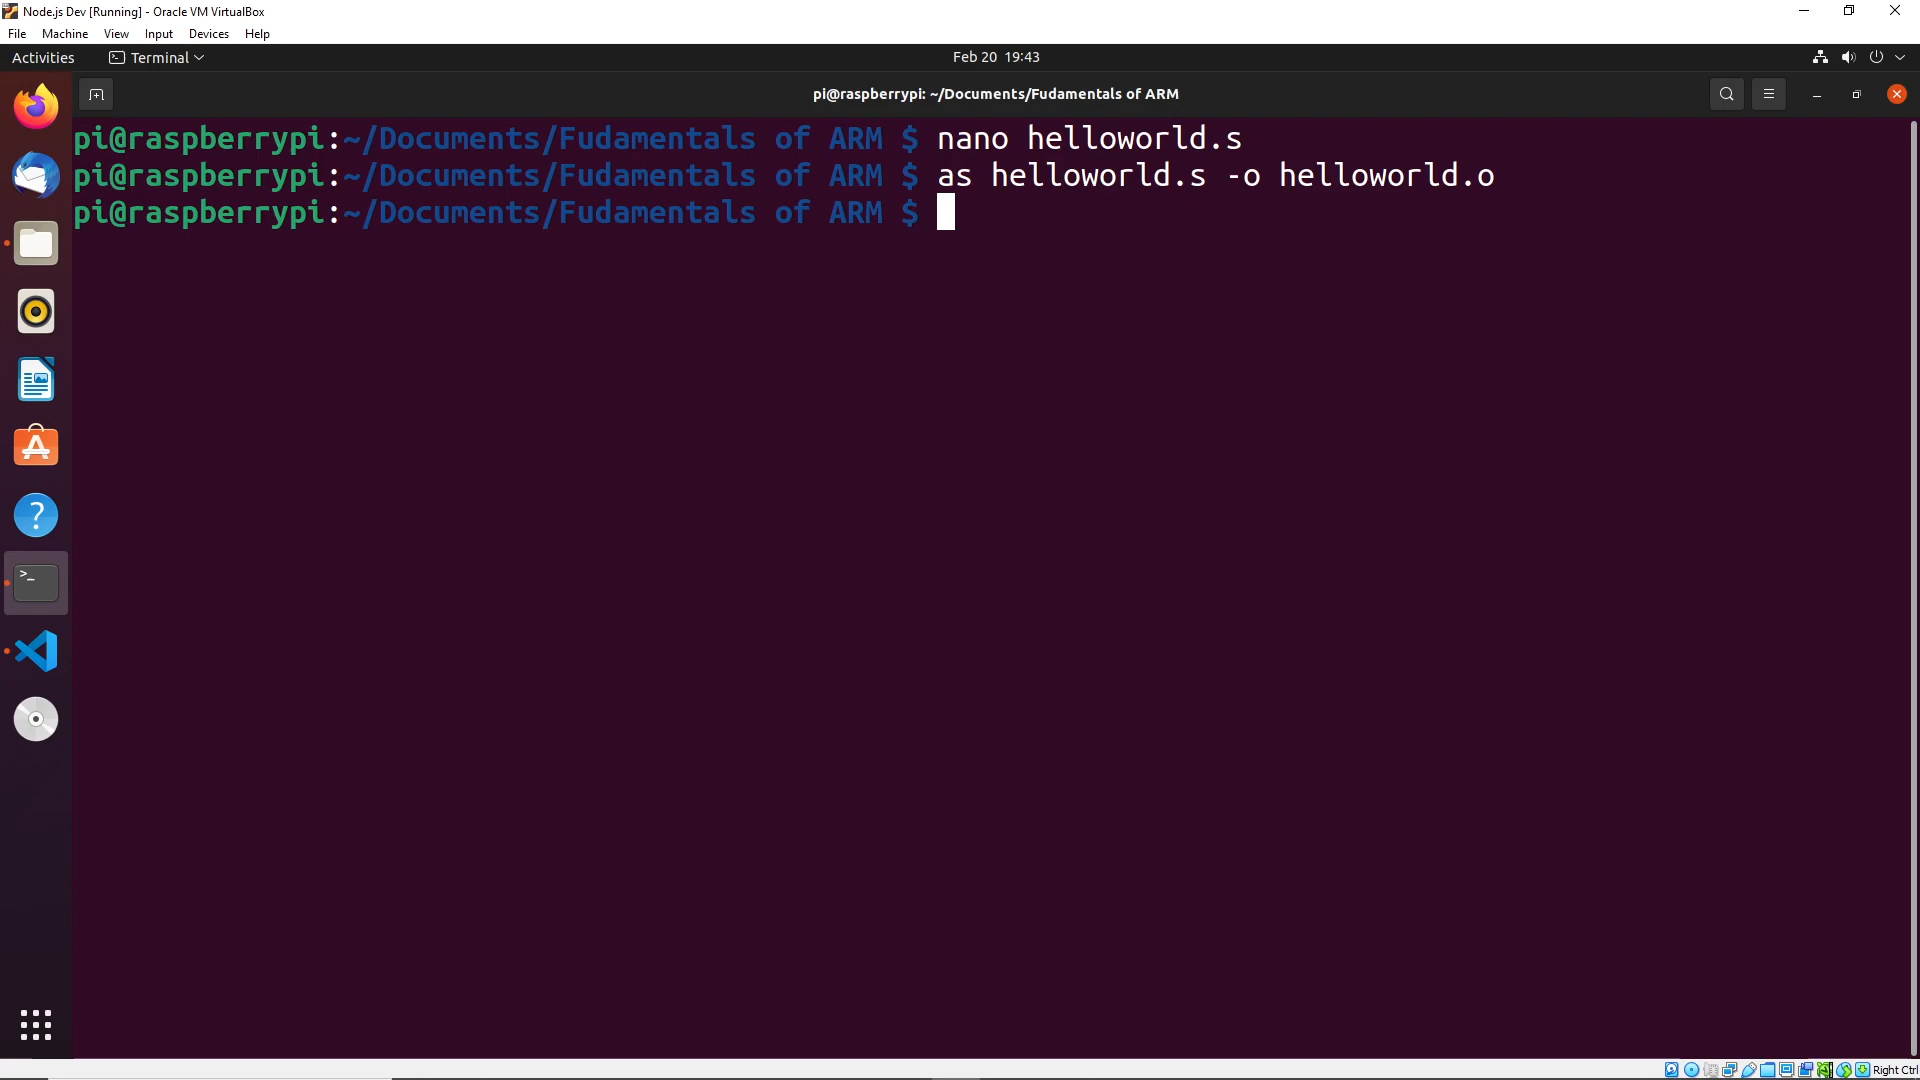 Node.js Dev [Running] - Oracle VM VirtualBox
File Machine View Input Devices Help
Activities Terminal Feb 20 19:43
pi@raspberrypi: ~/Documents/Fudamentals of ARM
pi@raspberrypi:~/Documents/Fudamentals of ARM $ nano helloworld.s
pi@raspberrypi:~/Documents/Fudamentals of ARM $ as helloworld.s -o helloworld.o
pi@raspberrypi:~/Documents/Fudamentals of ARM $
Right Ctrl